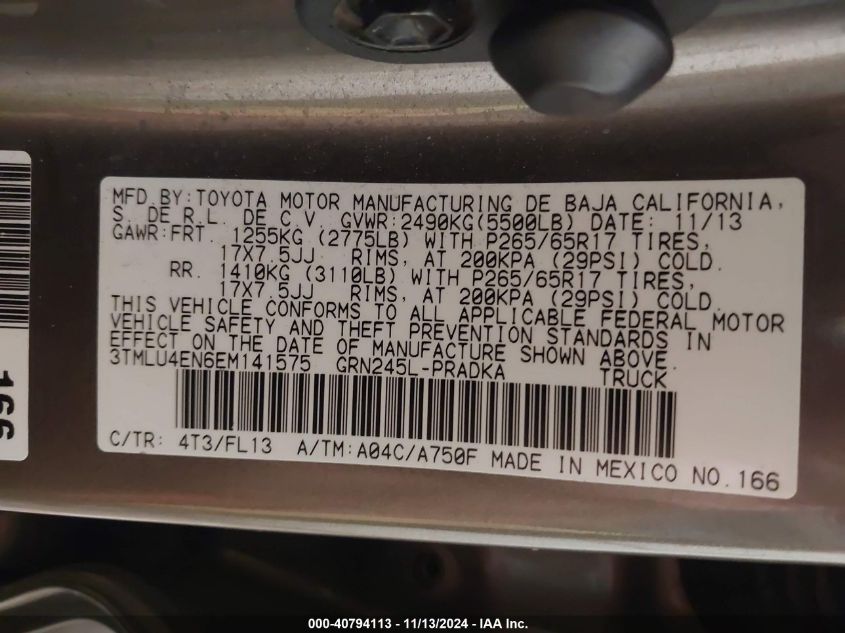 MFD.BY:TOYOTA MOTOR MANUFACTURING DE BAJA CALIFORNIA,
S. DE R.L. DE C.V. GVWR:2490KG(5500LB) DATE: 11/13
GAWR:FRT. 1255KG (2775LB) WITH P265/65R17 TIRES,
17X7.5JJ RIMS, AT 200KPA (29PSI) COLD.
RR. 1410KG (3110LB) WITH P265/65R17 TIRES,
17X7.5JJ RIMS, AT 200KPA (29PSI) COLD.
THIS VEHICLE CONFORMS TO ALL APPLICABLE FEDERAL MOTOR
VEHICLE SAFETY AND THEFT PREVENTION STANDARDS IN
EFFECT ON THE DATE OF MANUFACTURE SHOWN ABOVE.
3TMLU4EN6EM141575 GRN245L-PRADKA TRUCK
C/TR: 4T3/FL13 A/TM:A04C/A750F MADE IN MEXICO NO.166
166
000-40794113 - 11/13/2024 - IAA Inc.